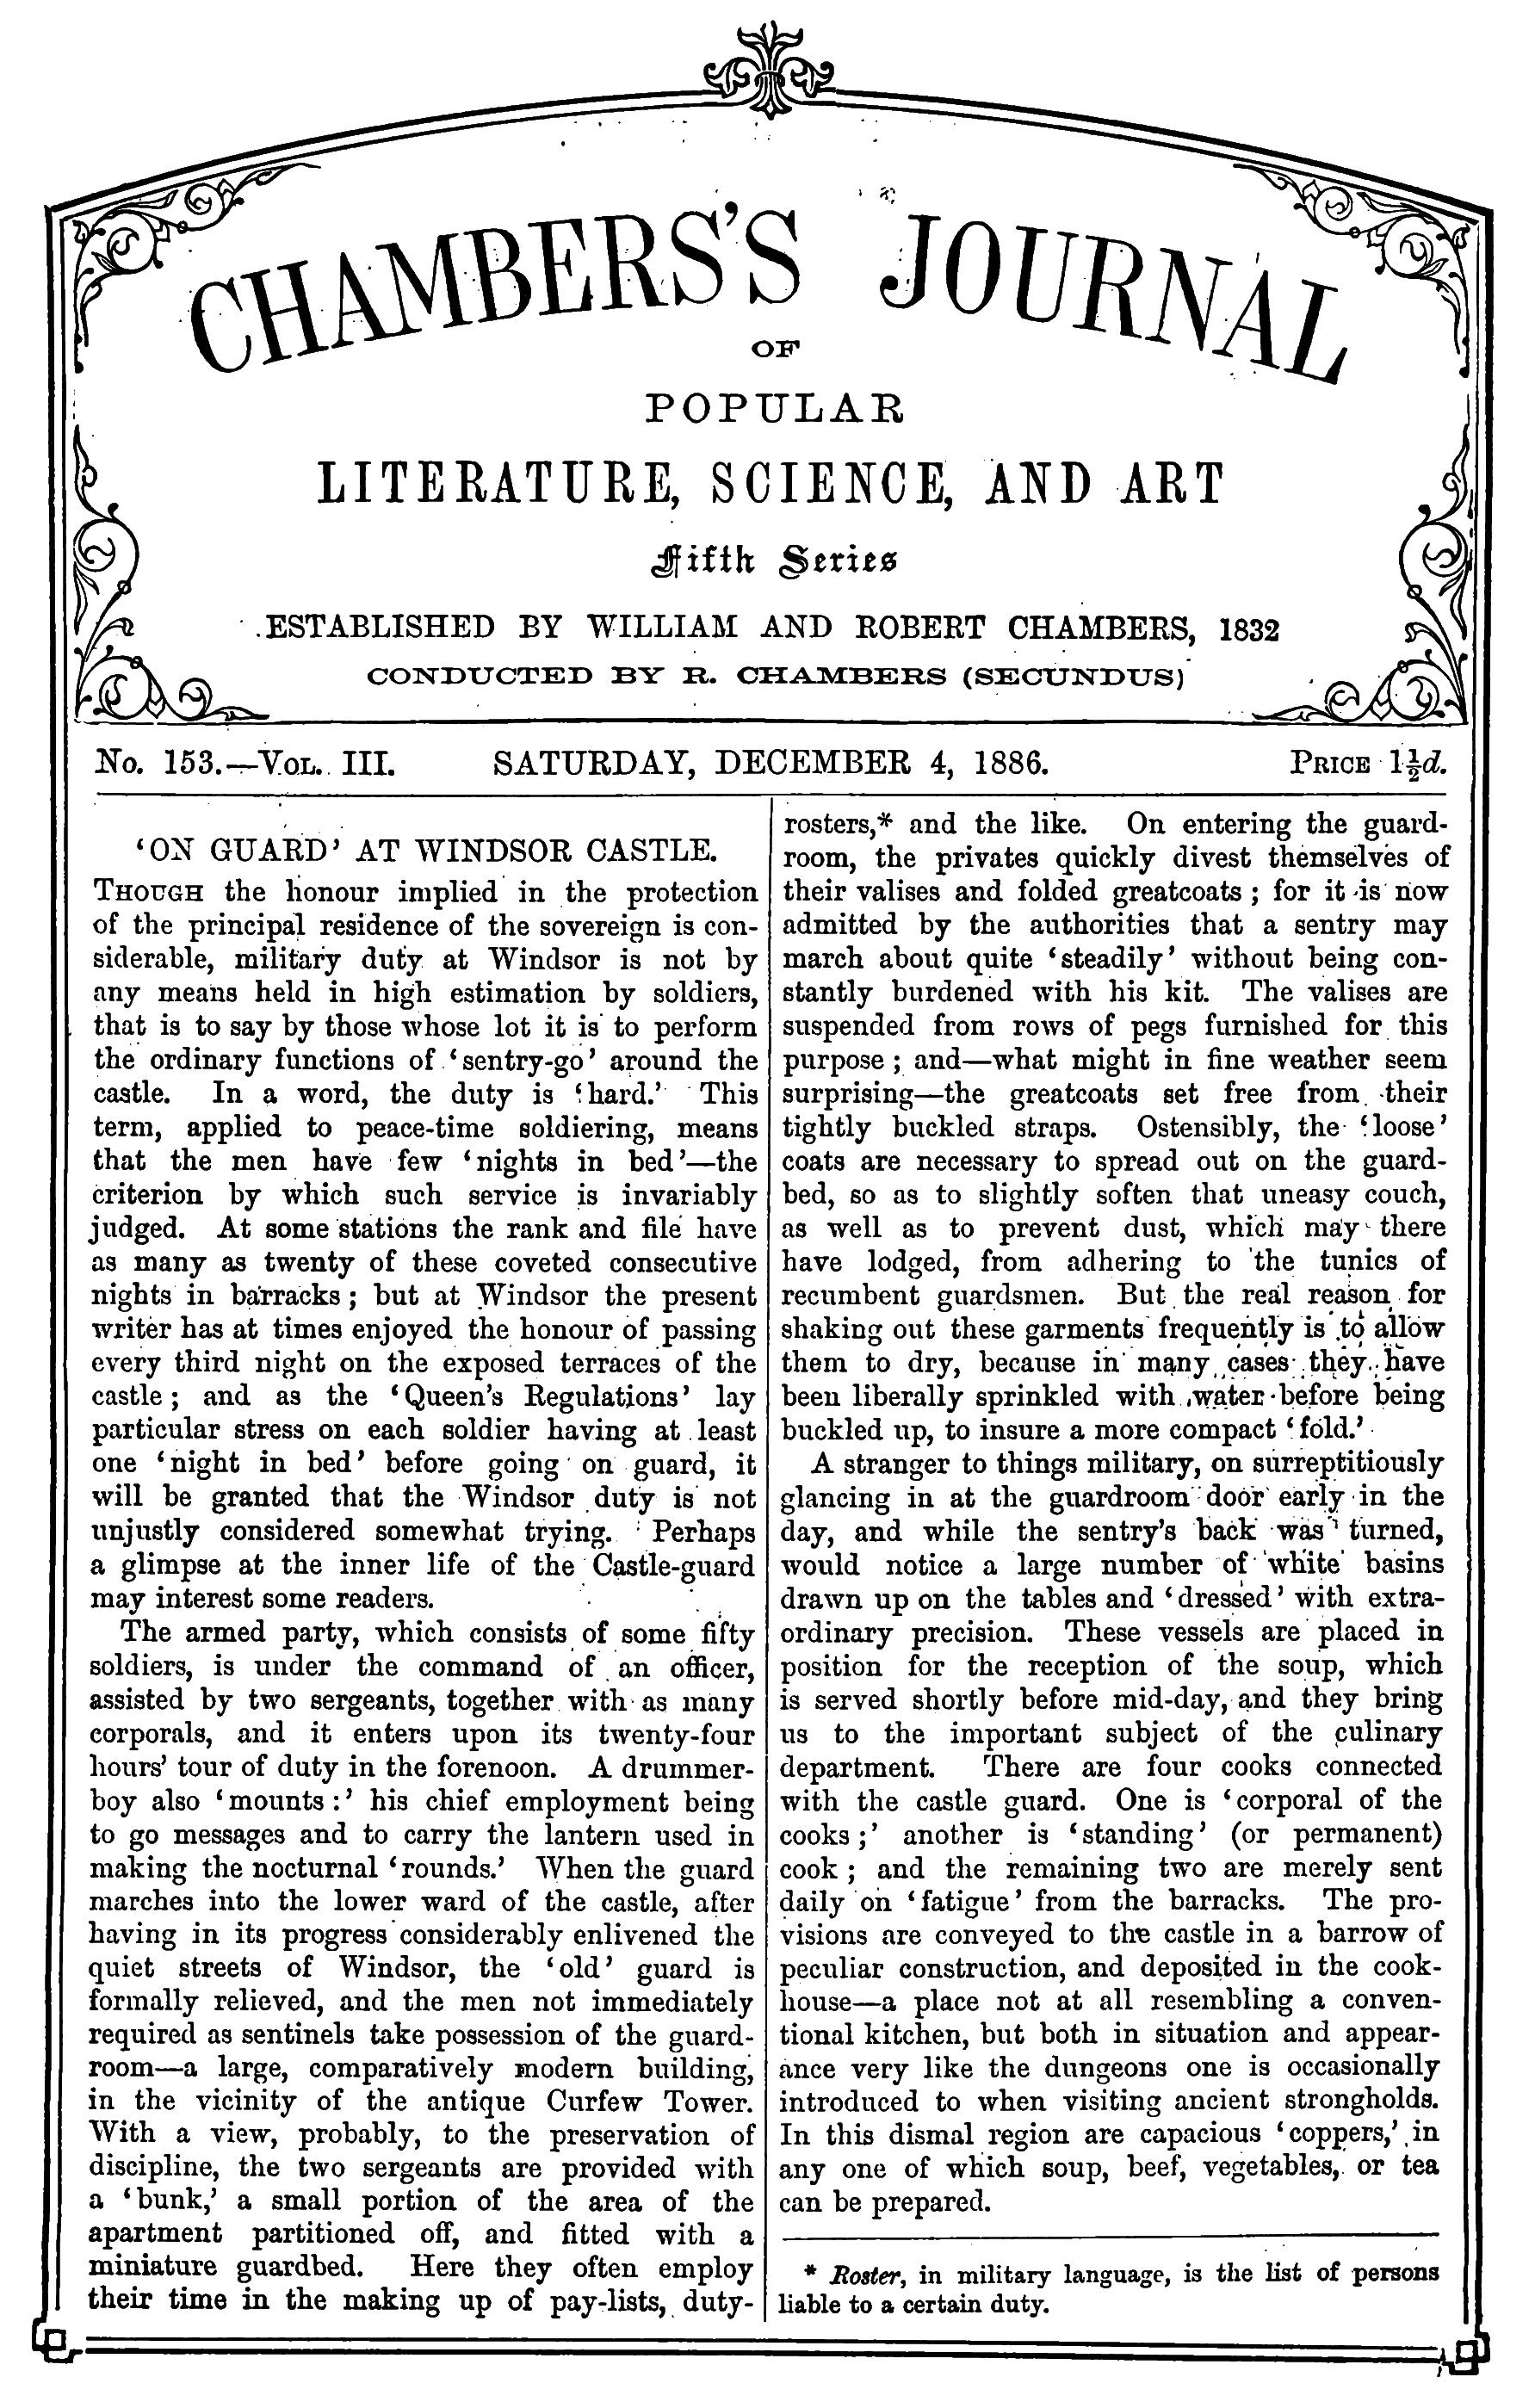 CHAMBERS'S JOURNAL
OF
POPULAR
LITERATURE, SCIENCE, AND ART
Fifth Series
ESTABLISHED BY WILLIAM AND ROBERT CHAMBERS, 1832
CONDUCTED BY R. CHAMBERS (SECUNDUS)
No. 153.—VOL. III. SATURDAY, DECEMBER 4, 1886. PRICE 1½d.
'ON GUARD' AT WINDSOR CASTLE.
THOUGH the honour implied in the protection
of the principal residence of the sovereign is con-
siderable, military duty at Windsor is not by
any means held in high estimation by soldiers,
that is to say by those whose lot it is to perform
the ordinary functions of 'sentry-go' around the
castle. In a word, the duty is 'hard.' This
term, applied to peace-time soldiering, means
that the men have few 'nights in bed'—the
criterion by which such service is invariably
judged. At some stations the rank and file have
as many as twenty of these coveted consecutive
nights in barracks; but at Windsor the present
writer has at times enjoyed the honour of passing
every third night on the exposed terraces of the
castle; and as the 'Queen's Regulations' lay
particular stress on each soldier having at least
one 'night in bed' before going on guard, it
will be granted that the Windsor duty is not
unjustly considered somewhat trying. Perhaps
a glimpse at the inner life of the Castle-guard
may interest some readers.
The armed party, which consists of some fifty
soldiers, is under the command of an officer,
assisted by two sergeants, together with as many
corporals, and it enters upon its twenty-four
hours' tour of duty in the forenoon. A drummer-
boy also 'mounts:' his chief employment being
to go messages and to carry the lantern used in
making the nocturnal 'rounds.' When the guard
marches into the lower ward of the castle, after
having in its progress considerably enlivened the
quiet streets of Windsor, the 'old' guard is
formally relieved, and the men not immediately
required as sentinels take possession of the guard-
room—a large, comparatively modern building,
in the vicinity of the antique Curfew Tower.
With a view, probably, to the preservation of
discipline, the two sergeants are provided with
a 'bunk,' a small portion of the area of the
apartment partitioned off, and fitted with a
miniature guardbed. Here they often employ
their time in the making up of pay-lists, duty-
rosters,* and the like. On entering the guard-
room, the privates quickly divest themselves of
their valises and folded greatcoats; for it is now
admitted by the authorities that a sentry may
march about quite 'steadily' without being con-
stantly burdened with his kit. The valises are
suspended from rows of pegs furnished for this
purpose; and—what might in fine weather seem
surprising—the greatcoats set free from their
tightly buckled straps. Ostensibly, the 'loose'
coats are necessary to spread out on the guard-
bed, so as to slightly soften that uneasy couch,
as well as to prevent dust, which may there
have lodged, from adhering to the tunics of
recumbent guardsmen. But the real reason for
shaking out these garments frequently is to allow
them to dry, because in many cases they have
been liberally sprinkled with water before being
buckled up, to insure a more compact 'fold.'
A stranger to things military, on surreptitiously
glancing in at the guardroom door early in the
day, and while the sentry's back was turned,
would notice a large number of white basins
drawn up on the tables and 'dressed' with extra-
ordinary precision. These vessels are placed in
position for the reception of the soup, which
is served shortly before mid-day, and they bring
us to the important subject of the culinary
department. There are four cooks connected
with the castle guard. One is 'corporal of the
cooks;' another is 'standing' (or permanent)
cook; and the remaining two are merely sent
daily on 'fatigue' from the barracks. The pro-
visions are conveyed to the castle in a barrow of
peculiar construction, and deposited in the cook-
house—a place not at all resembling a conven-
tional kitchen, but both in situation and appear-
ance very like the dungeons one is occasionally
introduced to when visiting ancient strongholds.
In this dismal region are capacious 'coppers,' in
any one of which soup, beef, vegetables, or tea
can be prepared.
* Roster, in military language, is the list of persons
liable to a certain duty.